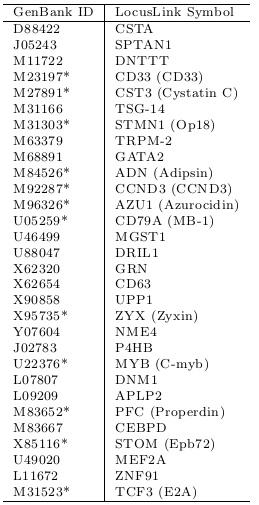 GenBank ID LocusLink Symbol
D88422 CSTA
J05243 SPTAN1
M11722 DNTTT
M23197* CD33 (CD33)
M27891* CST3 (Cystatin C)
M31166 TSG-14
M31303* STMN1 (Op18)
M63379 TRPM-2
M68891 GATA2
M84526* ADN (Adipsin)
M92287* CCND3 (CCND3)
M96326* AZU1 (Azurocidin)
U05259* CD79A (MB-1)
U46499 MGST1
U88047 DRIL1
X62320 GRN
X62654 CD63
X90858 UPP1
X95735* ZYX (Zyxin)
Y07604 NME4
J02783 P4HB
U22376* MYB (C-myb)
L07807 DNM1
L09209 APLP2
M83652* PFC (Properdin)
M83667 CEBPD
X85116* STOM (Epb72)
U49020 MEF2A
L11672 ZNF91
M31523* TCF3 (E2A)